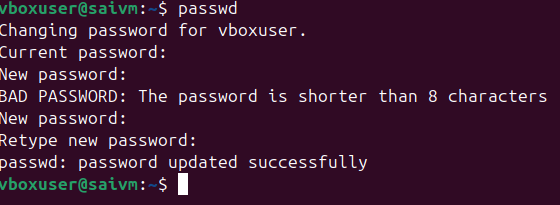 vboxuser@saivm:~$ passwd
Changing password for vboxuser.
Current password:
New password:
BAD PASSWORD: The password is shorter than 8 characters
New password:
Retype new password:
passwd: password updated successfully
vboxuser@saivm:~$